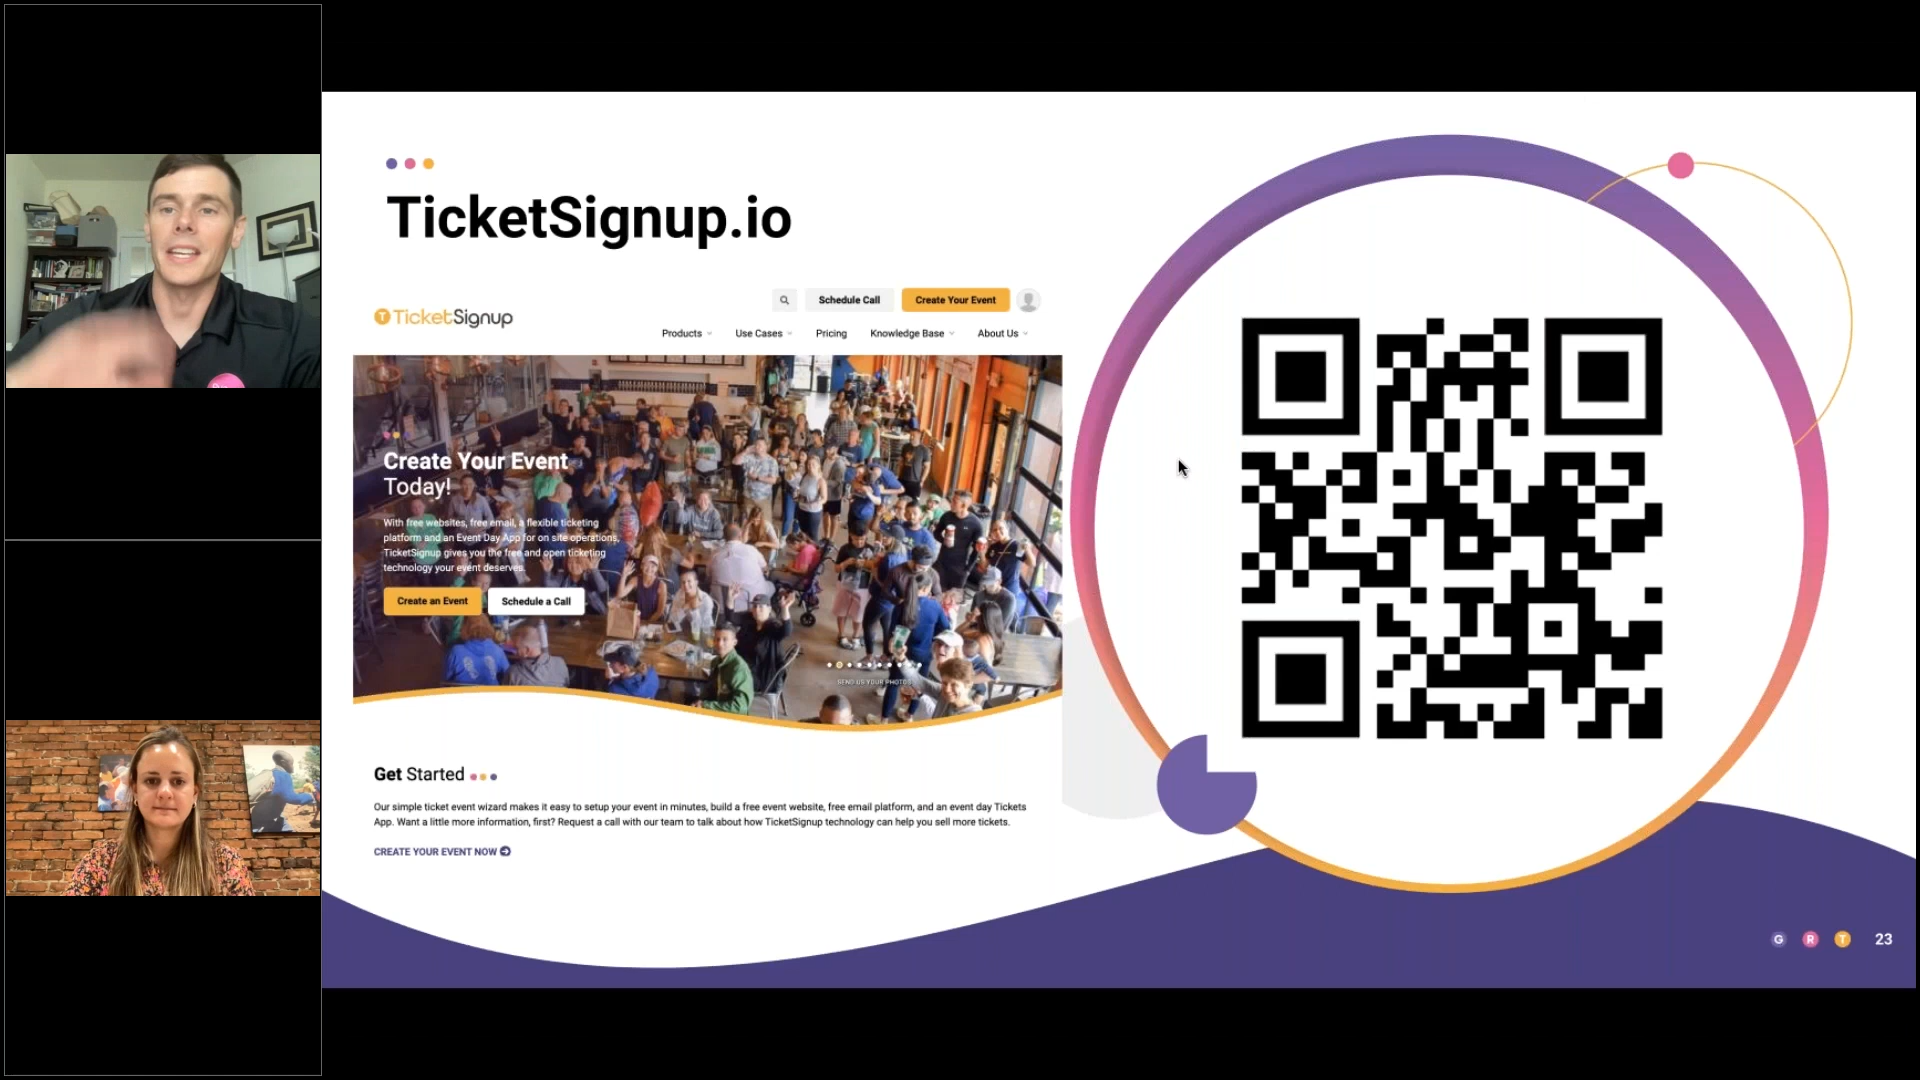 TicketSignup.io
Schedule Call
Create Your Event
TicketSignup
Products
Use Cases
Pricing
Knowledge Base
About Us
Create Your Event
Today!
With free websites, free email, a flexible ticketing
platform and an Event Day App for on site operations,
TicketSignup gives you the free and open ticketing
technology your event deserves.
Create an Event
Schedule a Call
SEND US YOUR PHOTOS
Get Started
Our simple ticket event wizard makes it easy to setup your event in minutes, build a free event website, free email platform, and an event day Tickets
App. Want a little more information, first? Request a call with our team to talk about how TicketSignup technology can help you sell more tickets.
CREATE YOUR EVENT NOW
G R T 23